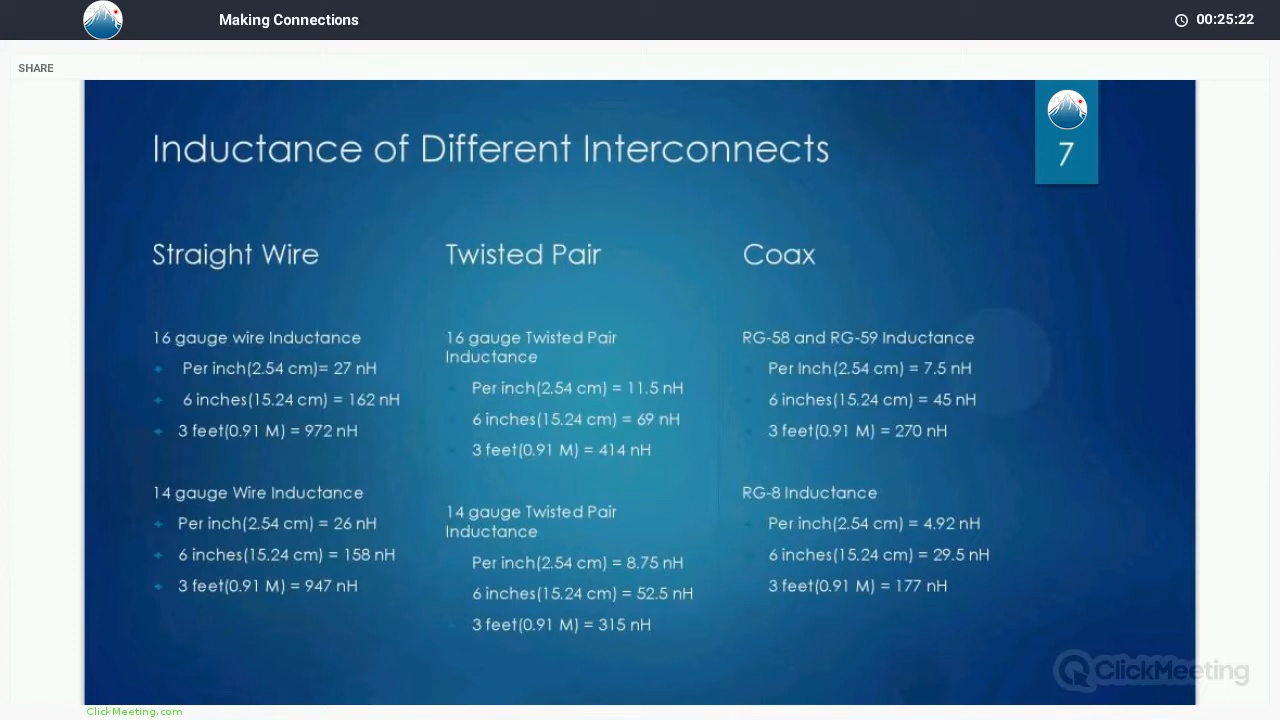 Making Connections
00:25:22
SHARE
Inductance of Different Interconnects
7
Straight Wire
16 gauge wire Inductance
Per inch(2.54 cm)= 27 nH
6 inches(15.24 cm) = 162 nH
3 feet(0.91 M) = 972 nH
14 gauge Wire Inductance
Per inch(2.54 cm) = 26 nH
6 inches(15.24 cm) = 158 nH
3 feet(0.91 M) = 947 nH
Twisted Pair
16 gauge Twisted Pair
Inductance
Per inch(2.54 cm) = 11.5 nH
6 inches(15.24 cm) = 69 nH
3 feet(0.91 M) = 414 nH
14 gauge Twisted Pair
Inductance
Per inch(2.54 cm) = 8.75 nH
6 inches(15.24 cm) = 52.5 nH
3 feet(0.91 M) = 315 nH
Coax
RG-58 and RG-59 Inductance
Per Inch(2.54 cm) = 7.5 nH
6 inches(15.24 cm) = 45 nH
3 feet(0.91 M) = 270 nH
RG-8 Inductance
Per inch(2.54 cm) = 4.92 nH
6 inches(15.24 cm) = 29.5 nH
3 feet(0.91 M) = 177 nH
ClickMeeting
ClickMeeting.com